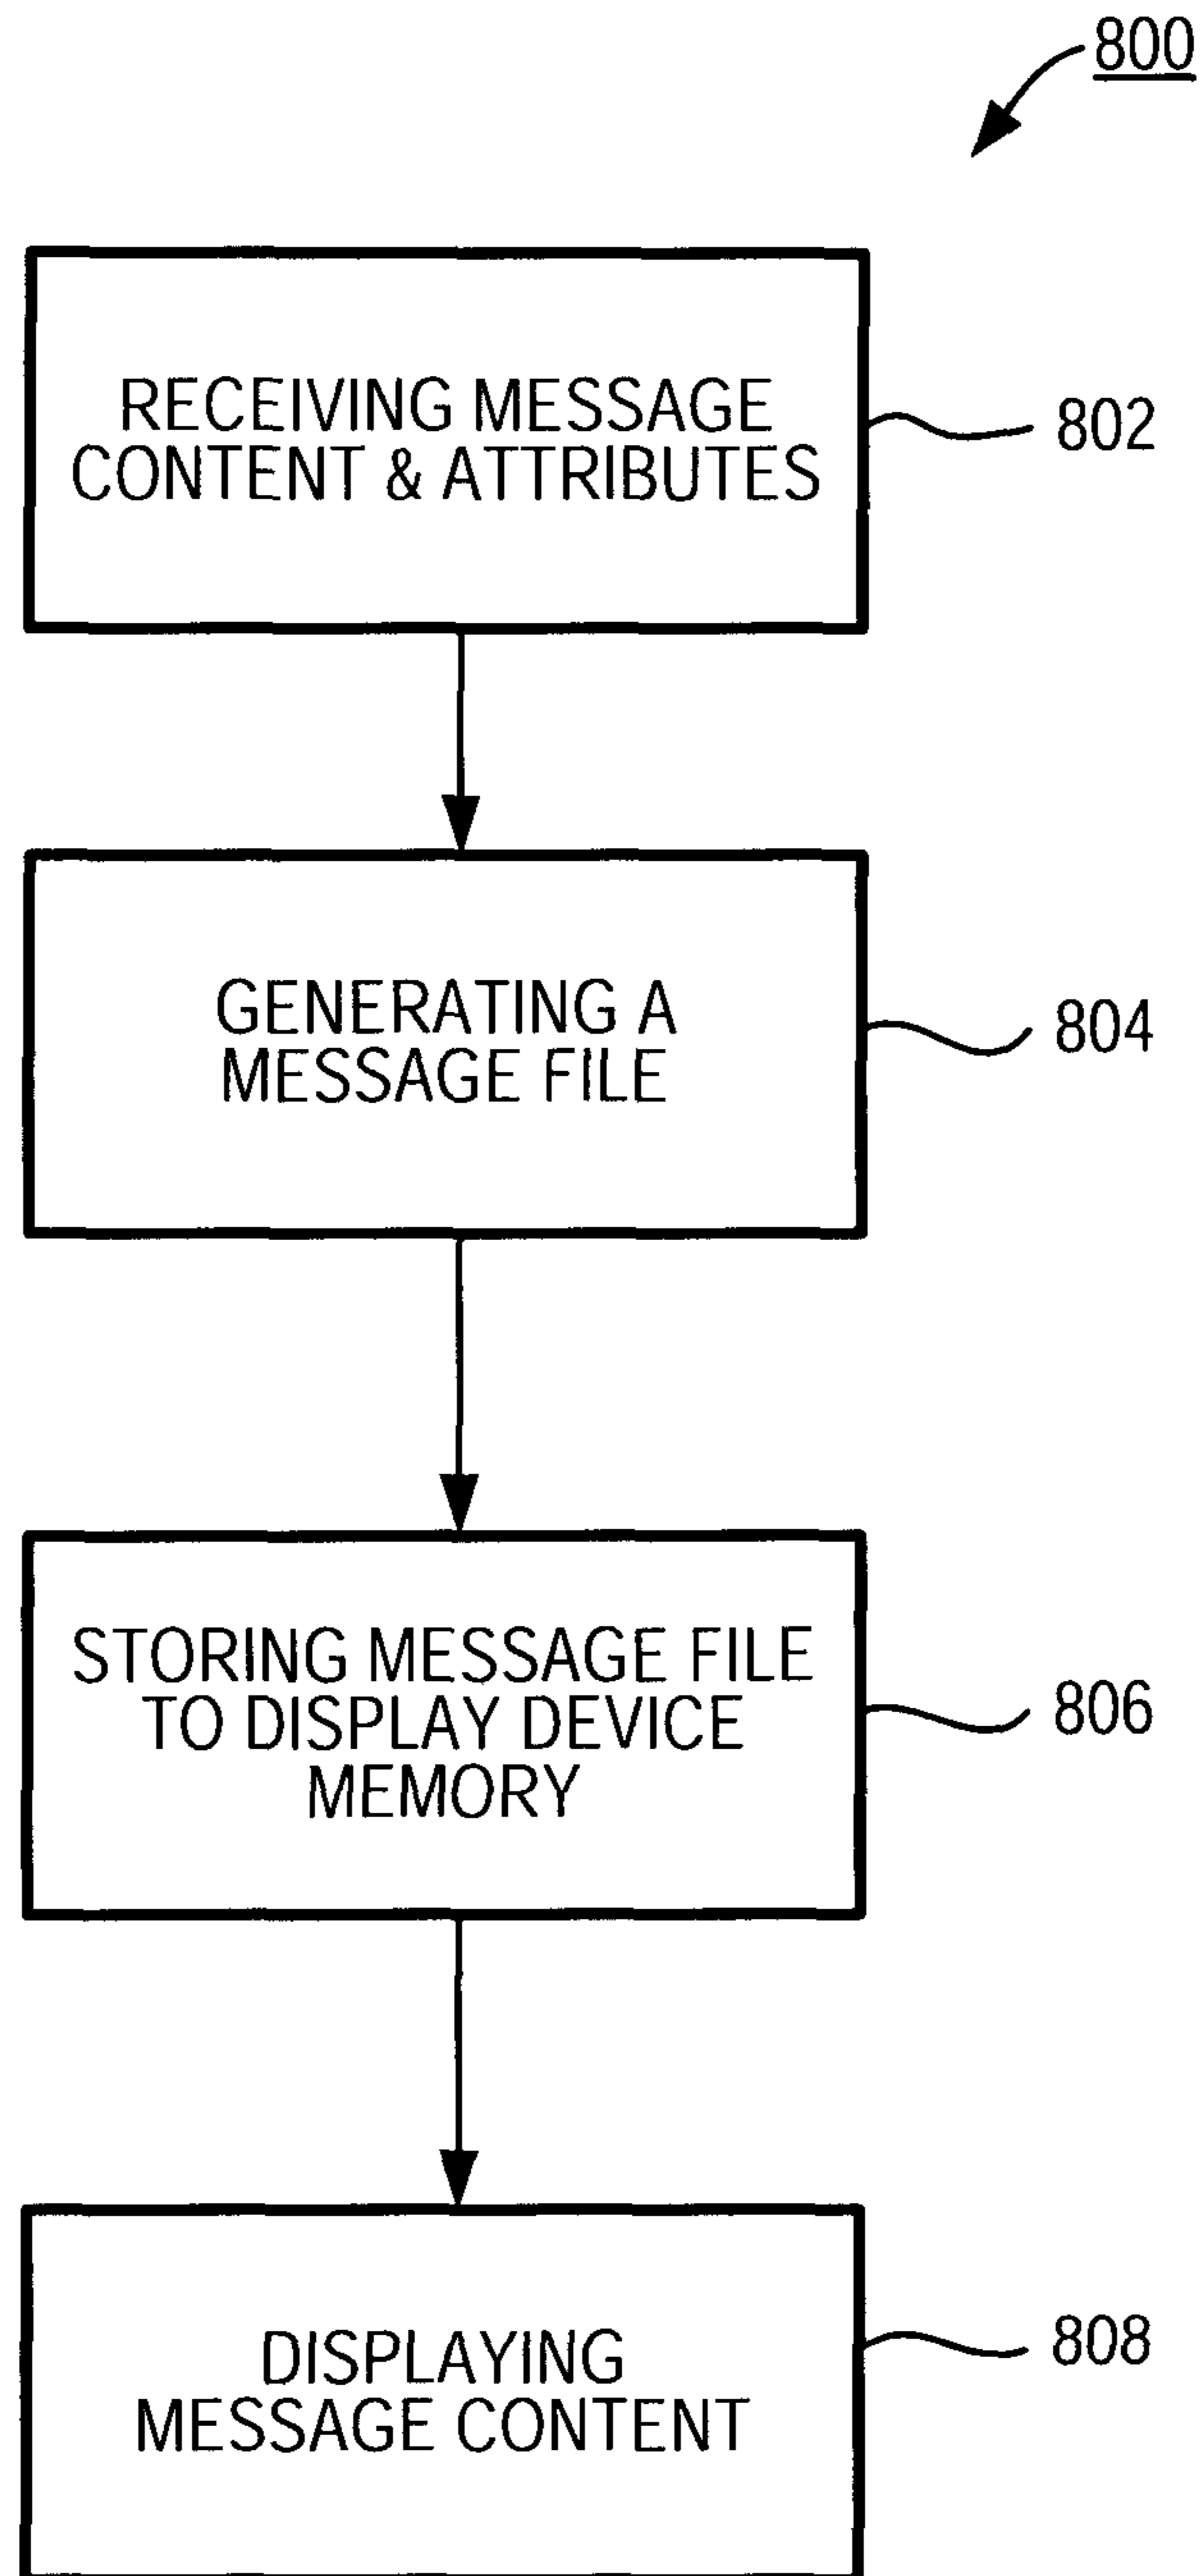 800
RECEIVING MESSAGE
CONTENT & ATTRIBUTES
802
GENERATING A
MESSAGE FILE
804
STORING MESSAGE FILE
TO DISPLAY DEVICE
MEMORY
806
DISPLAYING
MESSAGE CONTENT
808